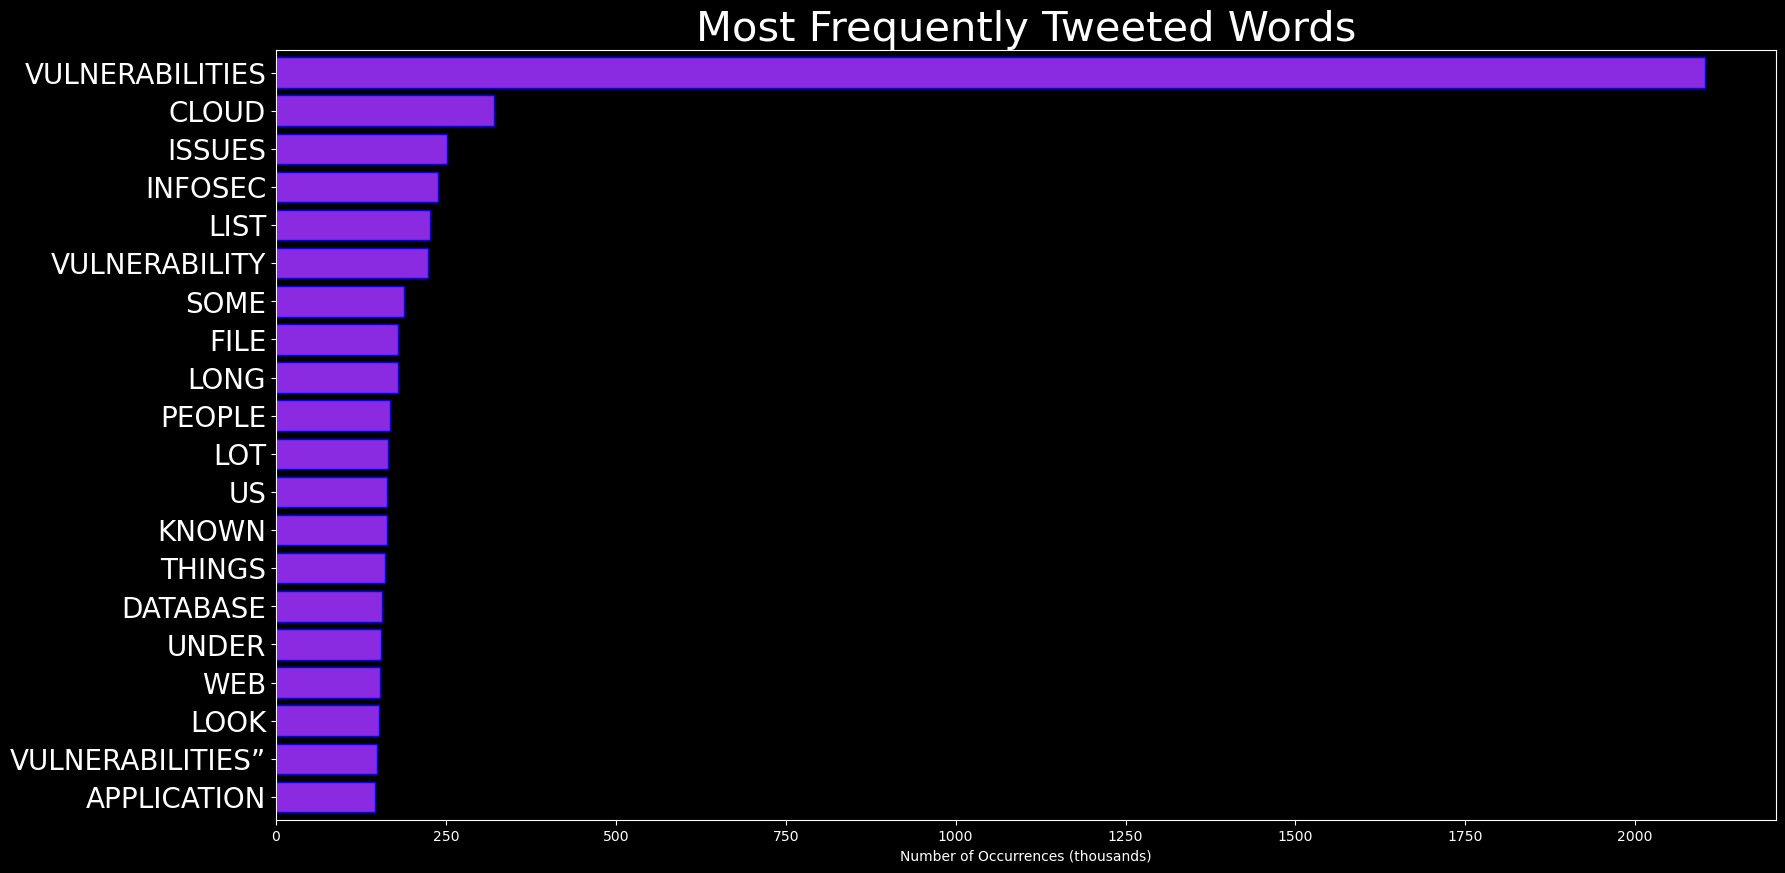 Most Frequently Tweeted Words
VULNERABILITIES
CLOUD
ISSUES
INFOSEC
LIST
VULNERABILITY
SOME
FILE
LONG
PEOPLE
LOT
US
KNOWN
THINGS
DATABASE
UNDER
WEB
LOOK
VULNERABILITIES”
APPLICATION
0 250 500 750 1000 1250 1500 1750 2000
Number of Occurrences (thousands)